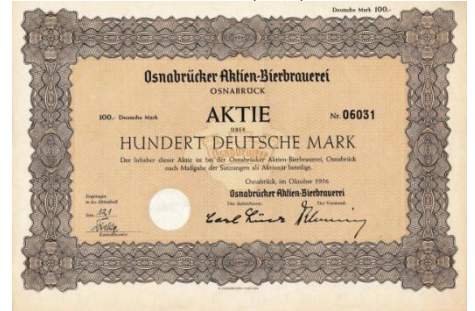 Deutsche Mark 100.-
Osnabrücker Aktien-Bierbrauerei
OSNABRÜCK
100.- Deutsche Mark
AKTIE
Nr. 06031
ÜBER
HUNDERT DEUTSCHE MARK
Der Inhaber dieser Aktie ist bei der Osnabrücker Aktien-Bierbrauerei, Osnabrück
nach Maßgabe der Satzungen als Aktionär beteiligt.
Osnabrück, im Oktober 1976
Osnabrücker Aktien-Bierbrauerei
Der Aufsichtsrat:
Der Vorstand:
Eingetragen